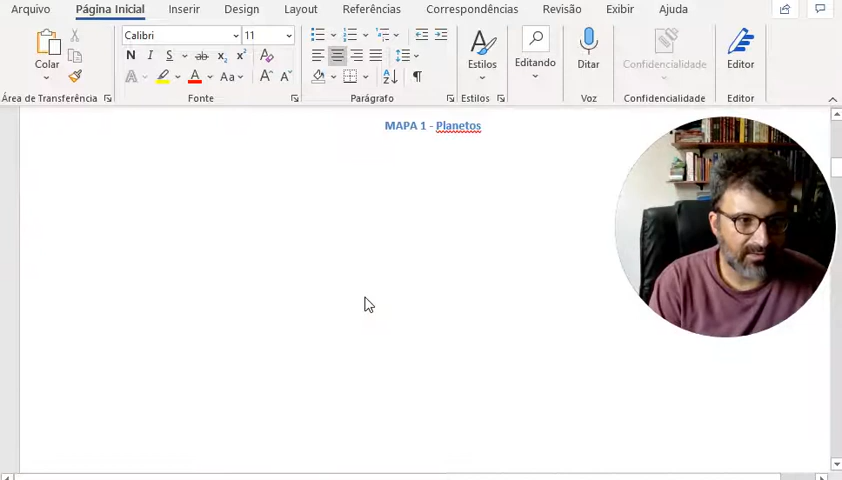 Arquivo Página Inicial Inserir Design Layout Referências Correspondências Revisão Exibir Ajuda
Calibri 11
N I S ab x₂ x² A
A A Aa A A A Z ¶
Colar Estilos Editando Ditar Confidencialidade Editor
Área de Transferência Fonte Parágrafo Estilos Voz Confidencialidade Editor
MAPA 1 - Planetos